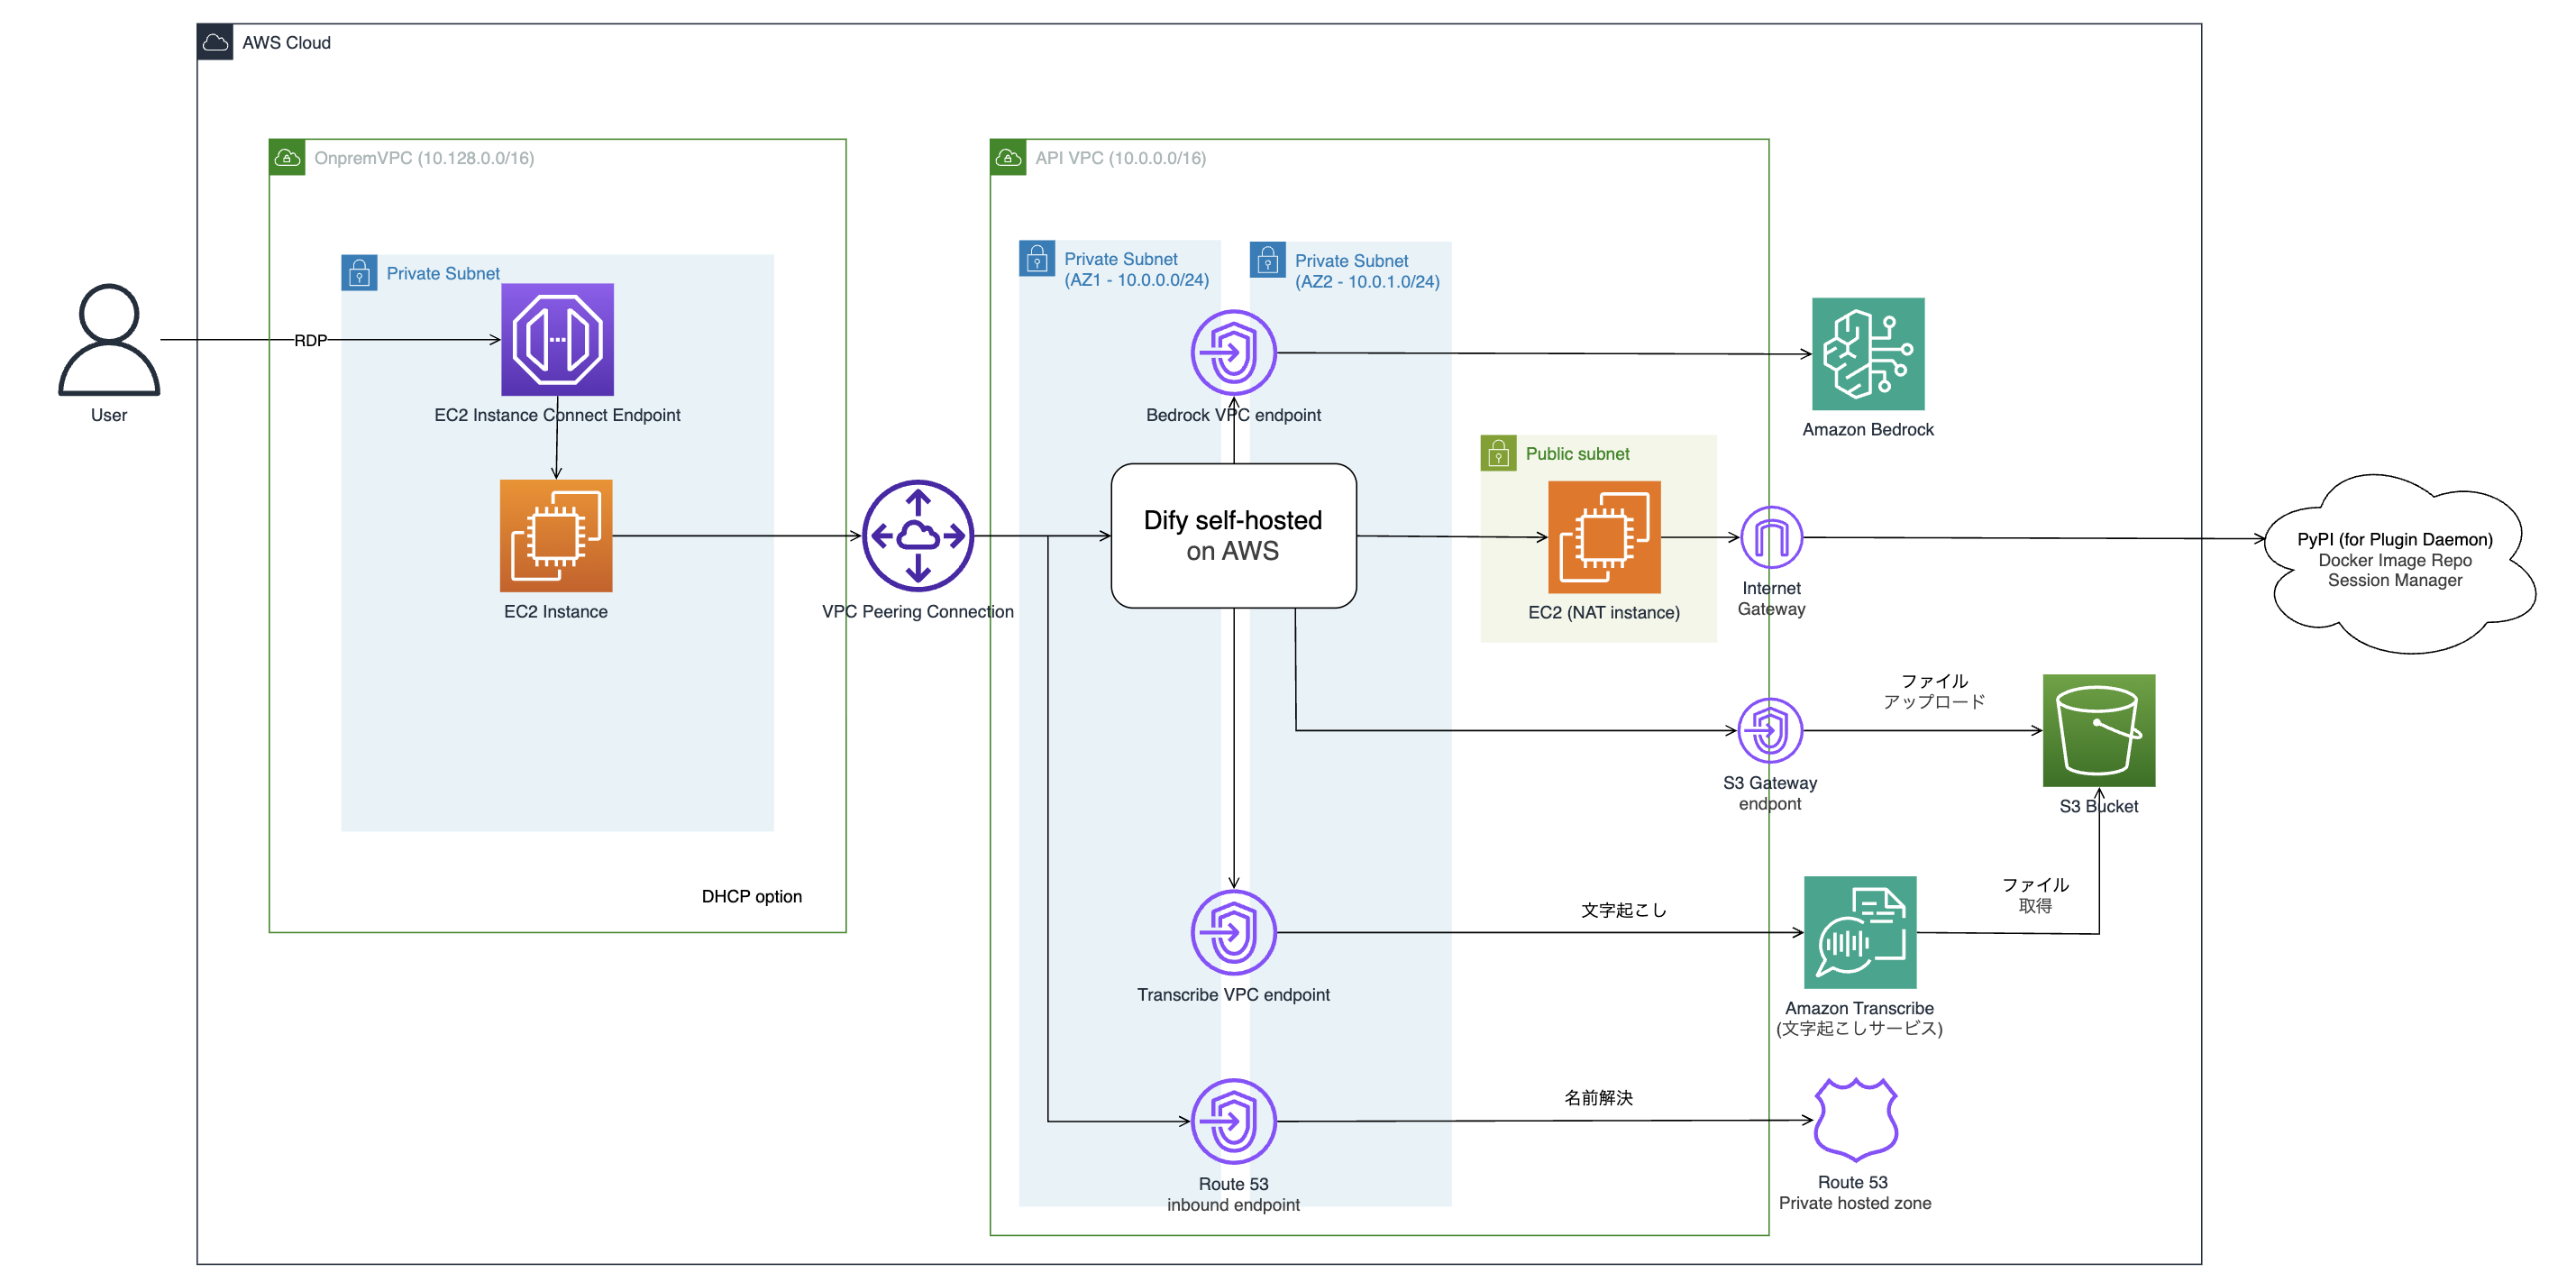 AWS Cloud
OnpremVPC (10.128.0.0/16)
API VPC (10.0.0.0/16)
Private Subnet
Private Subnet
(AZ1 - 10.0.0.0/24)
Private Subnet
(AZ2 - 10.0.1.0/24)
User
RDP
EC2 Instance Connect Endpoint
EC2 Instance
DHCP option
VPC Peering Connection
Bedrock VPC endpoint
Dify self-hosted
on AWS
Public subnet
EC2 (NAT instance)
Internet
Gateway
Amazon Bedrock
PyPI (for Plugin Daemon)
Docker Image Repo
Session Manager
ファイル
アップロード
S3 Gateway
endpont
S3 Bucket
ファイル
取得
文字起こし
Transcribe VPC endpoint
Amazon Transcribe
(文字起こしサービス)
名前解決
Route 53
inbound endpoint
Route 53
Private hosted zone